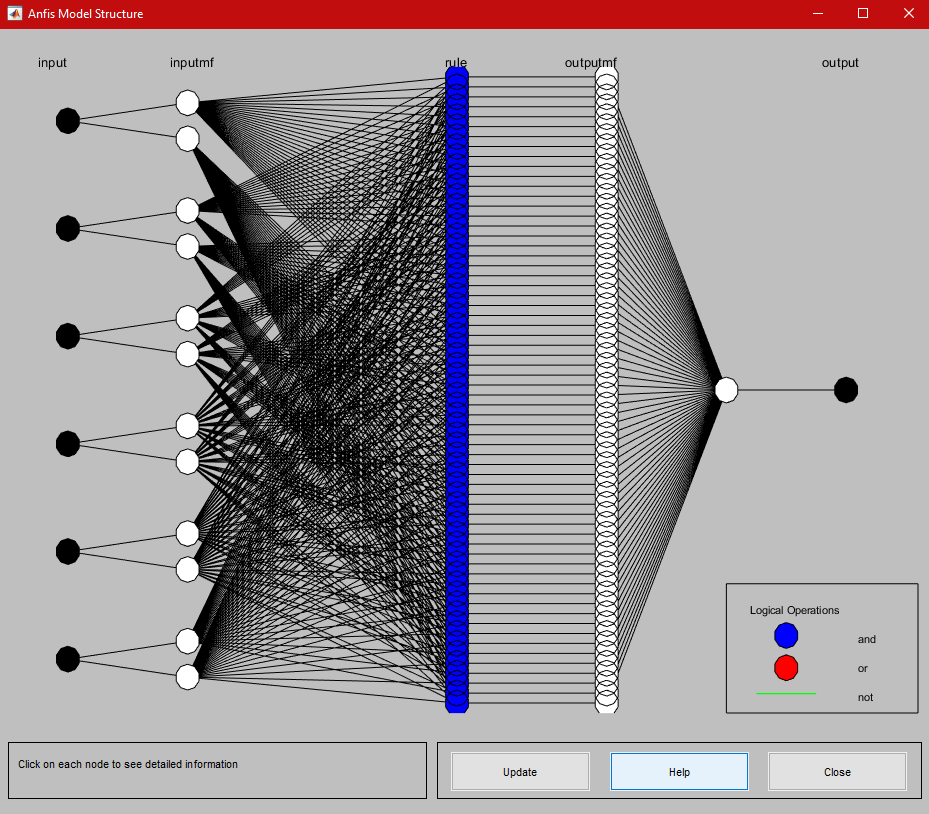 Anfis Model Structure
input inputmf rule outputmf output
Logical Operations
and
or
not
Click on each node to see detailed information
Update Help Close